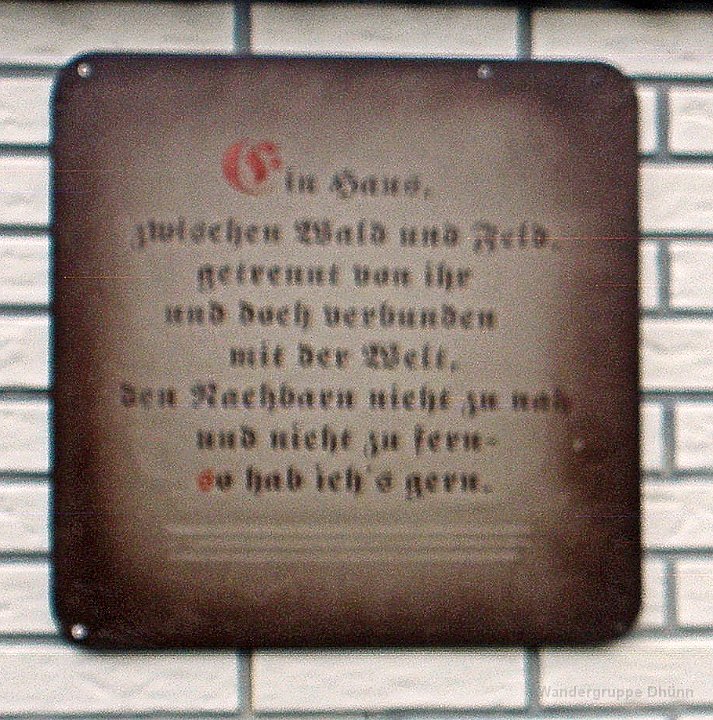 Ein Haus,
zwischen Wald und Feld,
getrennt von ihr
und doch verbunden
mit der Welt,
den Nachbarn nicht zu nah
und nicht zu fern-
so hab ich's gern.
Wandergruppe Dhünn